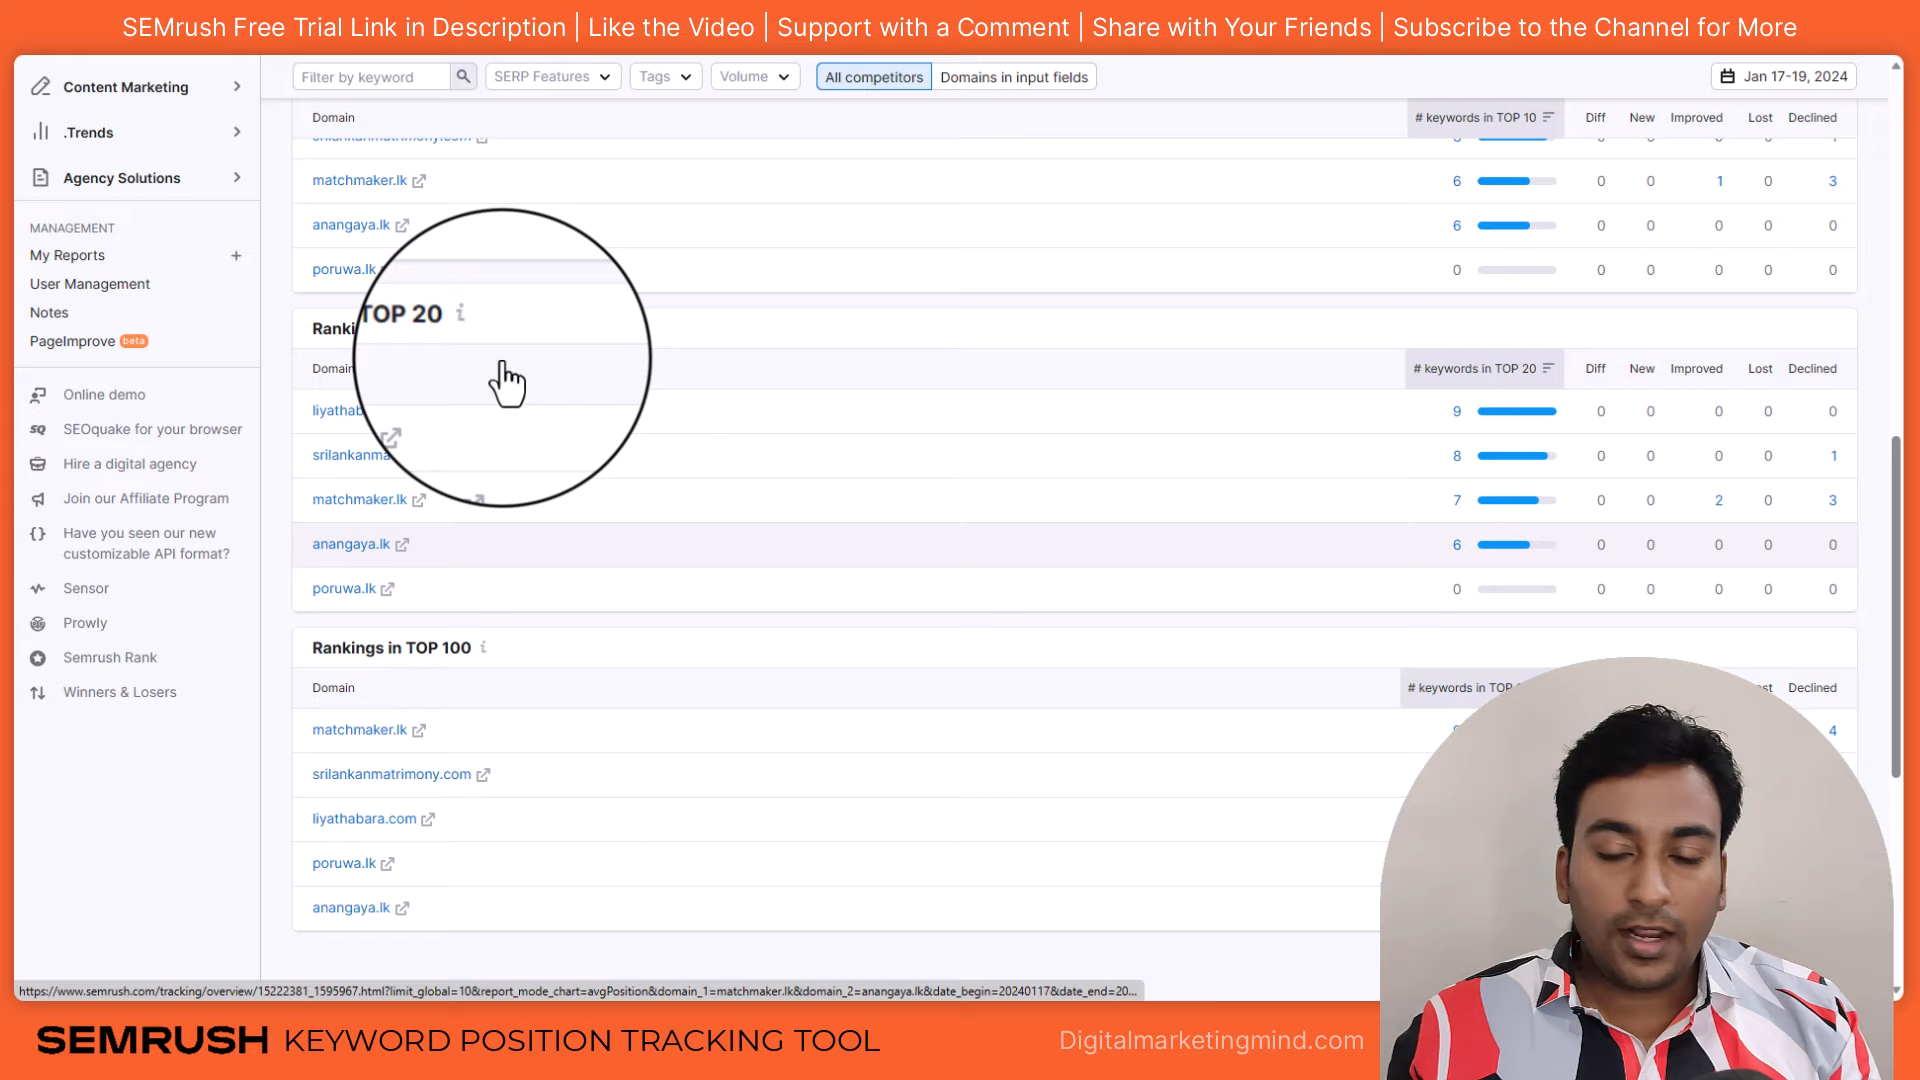 SEMrush Free Trial Link in Description | Like the Video | Support with a Comment | Share with Your Friends | Subscribe to the Channel for More
Content Marketing
.Trends
Agency Solutions
MANAGEMENT
My Reports +
User Management
Notes
PageImprove beta
Online demo
SQ SEOquake for your browser
Hire a digital agency
Join our Affiliate Program
Have you seen our new
customizable API format?
Sensor
Prowly
Semrush Rank
Winners & Losers
Filter by keyword SERP Features Tags Volume All competitors Domains in input fields Jan 17-19, 2024
Domain # keywords in TOP 10 Diff New Improved Lost Declined
srilankanmatrimony.com
matchmaker.lk 6 0 0 1 0 3
anangaya.lk 6 0 0 0 0 0
poruwa.lk 0 0 0 0 0 0
TOP 20 i
# keywords in TOP 20 Diff New Improved Lost Declined
9 0 0 0 0 0
8 0 0 0 0 1
matchmaker.lk 7 0 0 2 0 3
anangaya.lk 6 0 0 0 0 0
poruwa.lk 0 0 0 0 0 0
Rankings in TOP 100 i
Domain # keywords in Declined
matchmaker.lk 4
srilankanmatrimony.com
liyathabara.com
poruwa.lk
anangaya.lk
https://www.semrush.com/tracking/overview/15222381_1595967.html?limit_global=10&report_mode_chart=avgPosition&domain_1=matchmaker.lk&domain_2=anangaya.lk&date_begin=20240117&date_end=20...
SEMRUSH KEYWORD POSITION TRACKING TOOL
Digitalmarketingmind.com